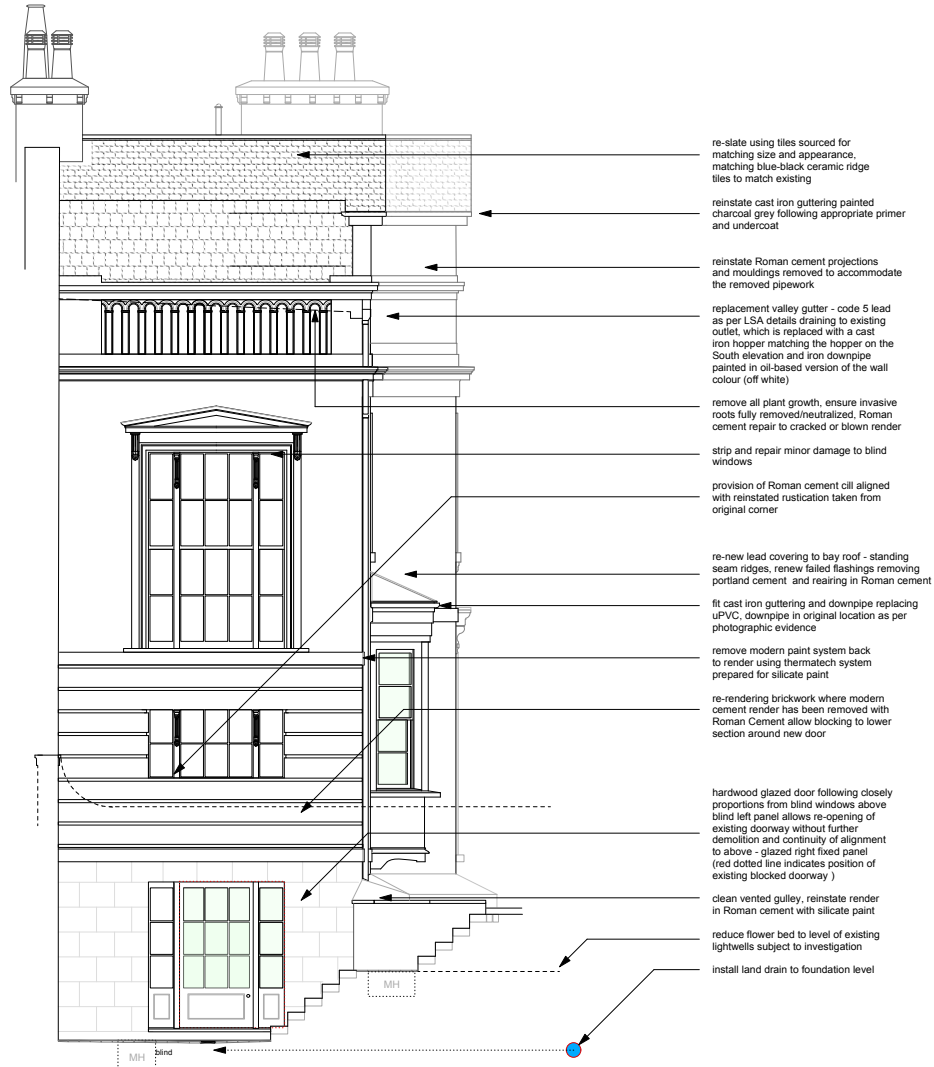 re-slate using tiles sourced for
matching size and appearance,
matching blue-black ceramic ridge
tiles to match existing
reinstate cast iron guttering painted
charcoal grey following appropriate primer
and undercoat
reinstate Roman cement projections
and mouldings removed to accommodate
the removed pipework
replacement valley gutter - code 5 lead
as per LSA details draining to existing
outlet, which is replaced with a cast
iron hopper matching the hopper on the
South elevation and iron downpipe
painted in oil-based version of the wall
colour (off white)
remove all plant growth, ensure invasive
roots fully removed/neutralized, Roman
cement repair to cracked or blown render
strip and repair minor damage to blind
windows
provision of Roman cement cill aligned
with reinstated rustication taken from
original corner
re-new lead covering to bay roof - standing
seam ridges, renew failed flashings removing
portland cement and reairing in Roman cement
fit cast iron guttering and downpipe replacing
uPVC, downpipe in original location as per
photographic evidence
remove modern paint system back
to render using thermatech system
prepared for silicate paint
re-rendering brickwork where modern
cement render has been removed with
Roman Cement allow blocking to lower
section around new door
hardwood glazed door following closely
proportions from blind windows above
blind left panel allows re-opening of
existing doorway without further
demolition and continuity of alignment
to above - glazed right fixed panel
(red dotted line indicates position of
existing blocked doorway )
clean vented gulley, reinstate render
in Roman cement with silicate paint
reduce flower bed to level of existing
lightwells subject to investigation
install land drain to foundation level
MH
MH
blind